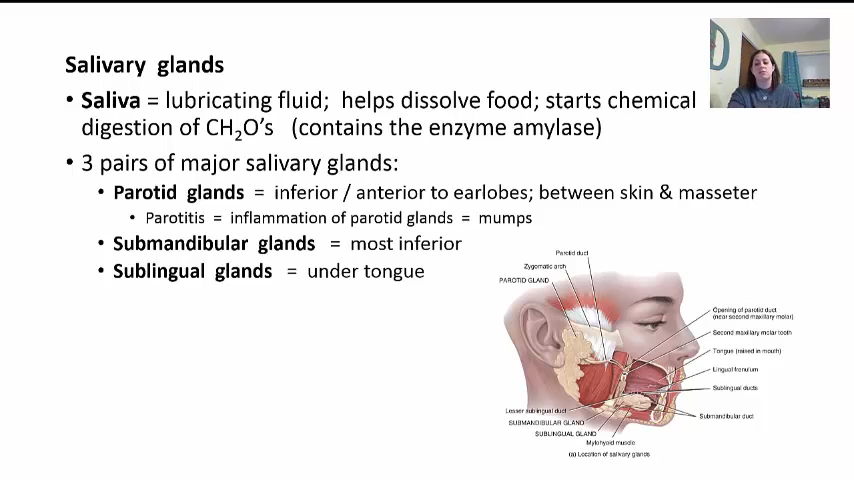 Salivary glands
• Saliva = lubricating fluid; helps dissolve food; starts chemical
digestion of CH₂O's (contains the enzyme amylase)
• 3 pairs of major salivary glands:
• Parotid glands = inferior / anterior to earlobes; between skin & masseter
• Parotitis = inflammation of parotid glands = mumps
• Submandibular glands = most inferior
• Sublingual glands = under tongue
Parotid duct
Zygomatic arch
PAROTID GLAND
Opening of parotid duct
(near second maxillary molar)
Second maxillary molar tooth
Tongue (raised in mouth)
Lingual frenulum
Sublingual ducts
Submandibular duct
Lesser sublingual duct
SUBMANDIBULAR GLAND
SUBLINGUAL GLAND
Mylohyoid muscle
(a) Location of salivary glands